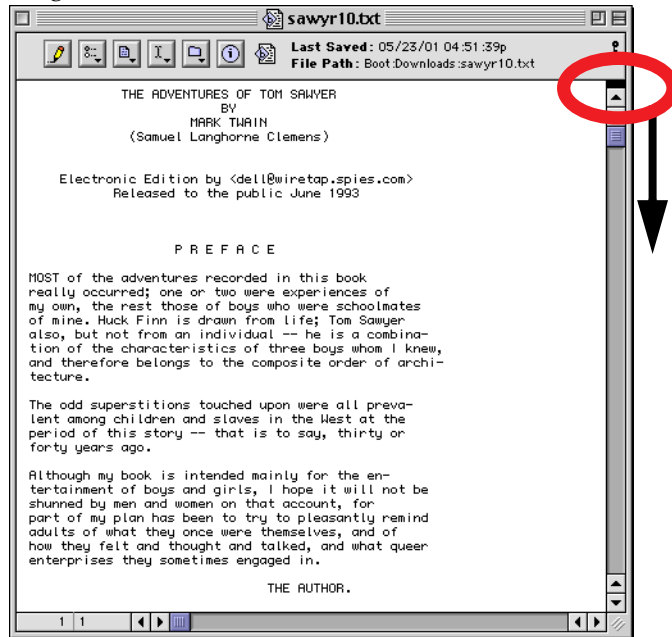 sawyr10.txt
Last Saved: 05/23/01 04:51:39p
File Path: Boot:Downloads:sawyr10.txt
THE ADVENTURES OF TOM SAWYER
BY
MARK TWAIN
(Samuel Langhorne Clemens)
Electronic Edition by <dell@wiretap.spies.com>
Released to the public June 1993
P R E F A C E
MOST of the adventures recorded in this book
really occurred; one or two were experiences of
my own, the rest those of boys who were schoolmates
of mine. Huck Finn is drawn from life; Tom Sawyer
also, but not from an individual -- he is a combina-
tion of the characteristics of three boys whom I knew,
and therefore belongs to the composite order of archi-
tecture.
The odd superstitions touched upon were all preva-
lent among children and slaves in the West at the
period of this story -- that is to say, thirty or
forty years ago.
Although my book is intended mainly for the en-
tertainment of boys and girls, I hope it will not be
shunned by men and women on that account, for
part of my plan has been to try to pleasantly remind
adults of what they once were themselves, and of
how they felt and thought and talked, and what queer
enterprises they sometimes engaged in.
THE AUTHOR.
1 1